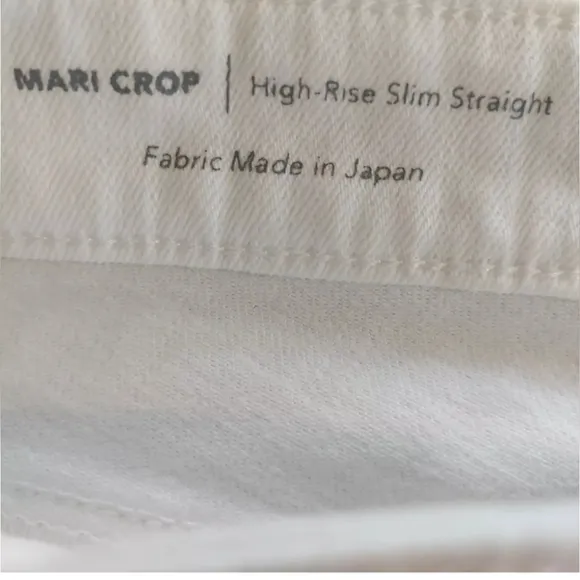 MARI CROP | High-Rise Slim Straight
Fabric Made in Japan